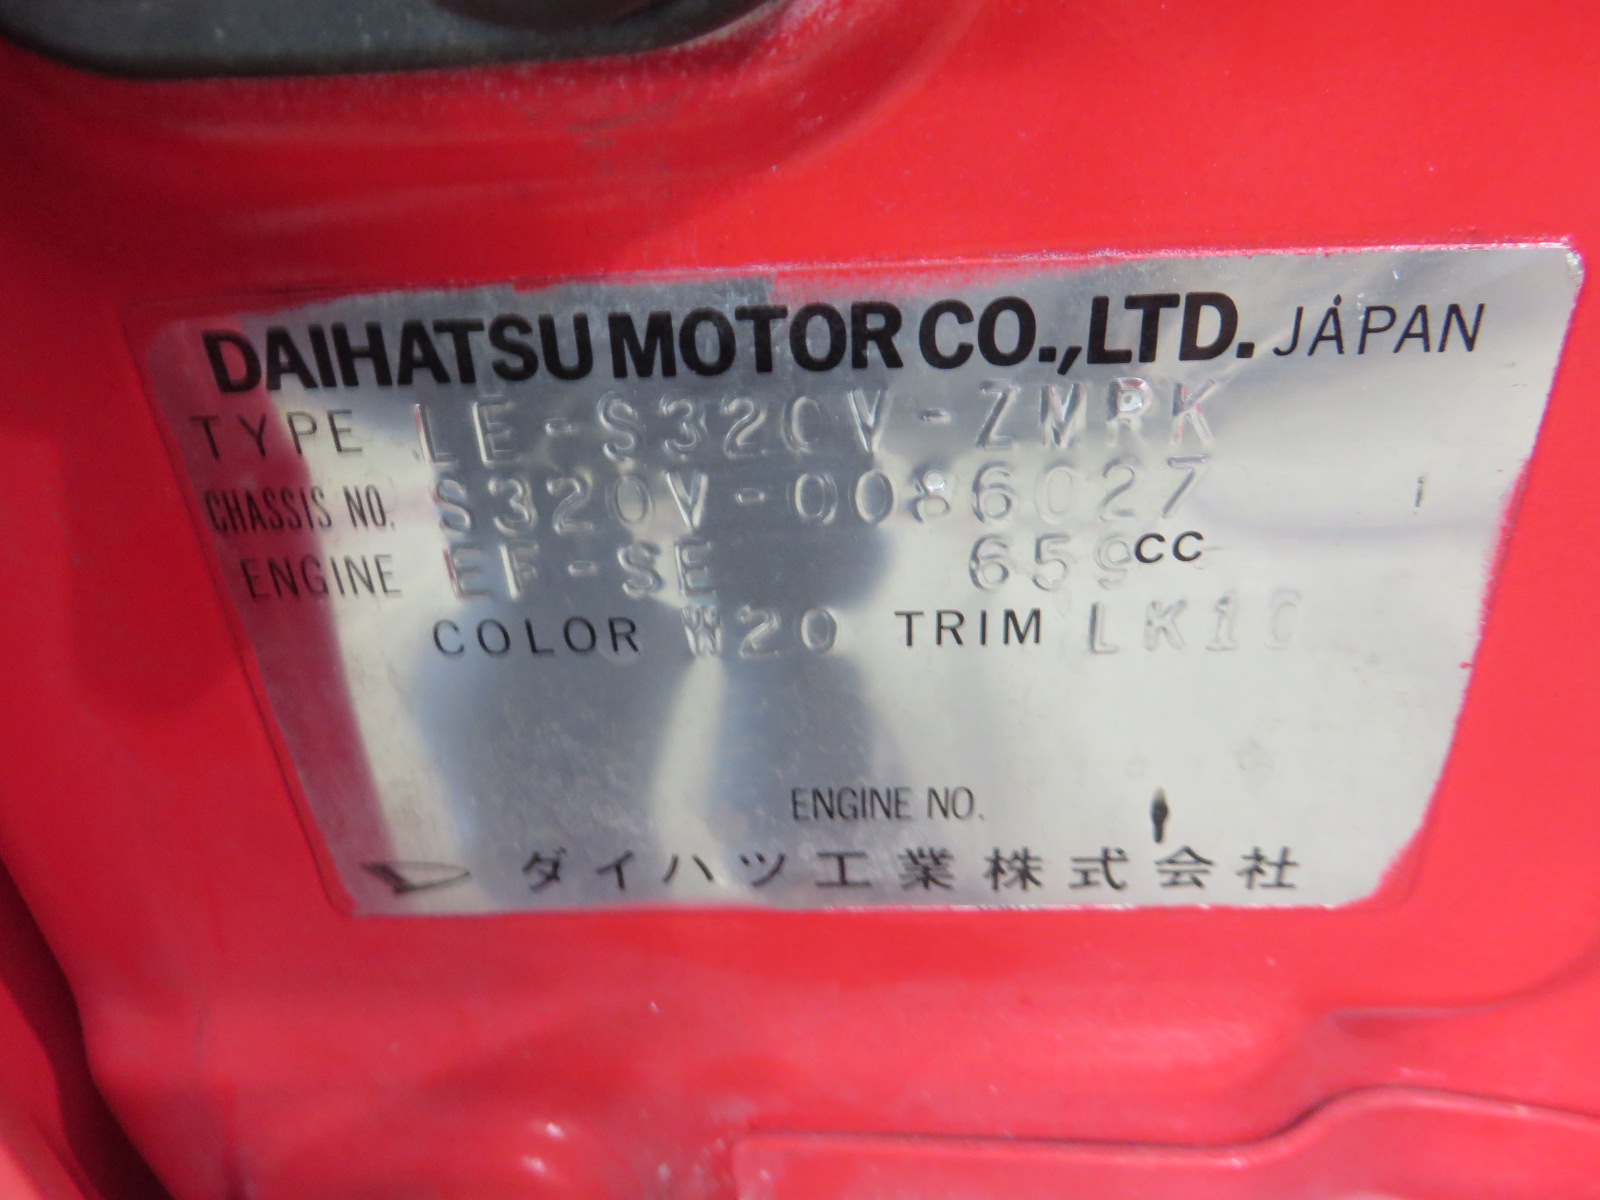 DAIHATSU MOTOR CO.,LTD. JAPAN
TYPE LE-S320V-ZMRK
CHASSIS NO. S320V-0086027
ENGINE EF-SE 659CC
COLOR W20 TRIM LK10
ENGINE NO.
ダイハツ工業株式会社